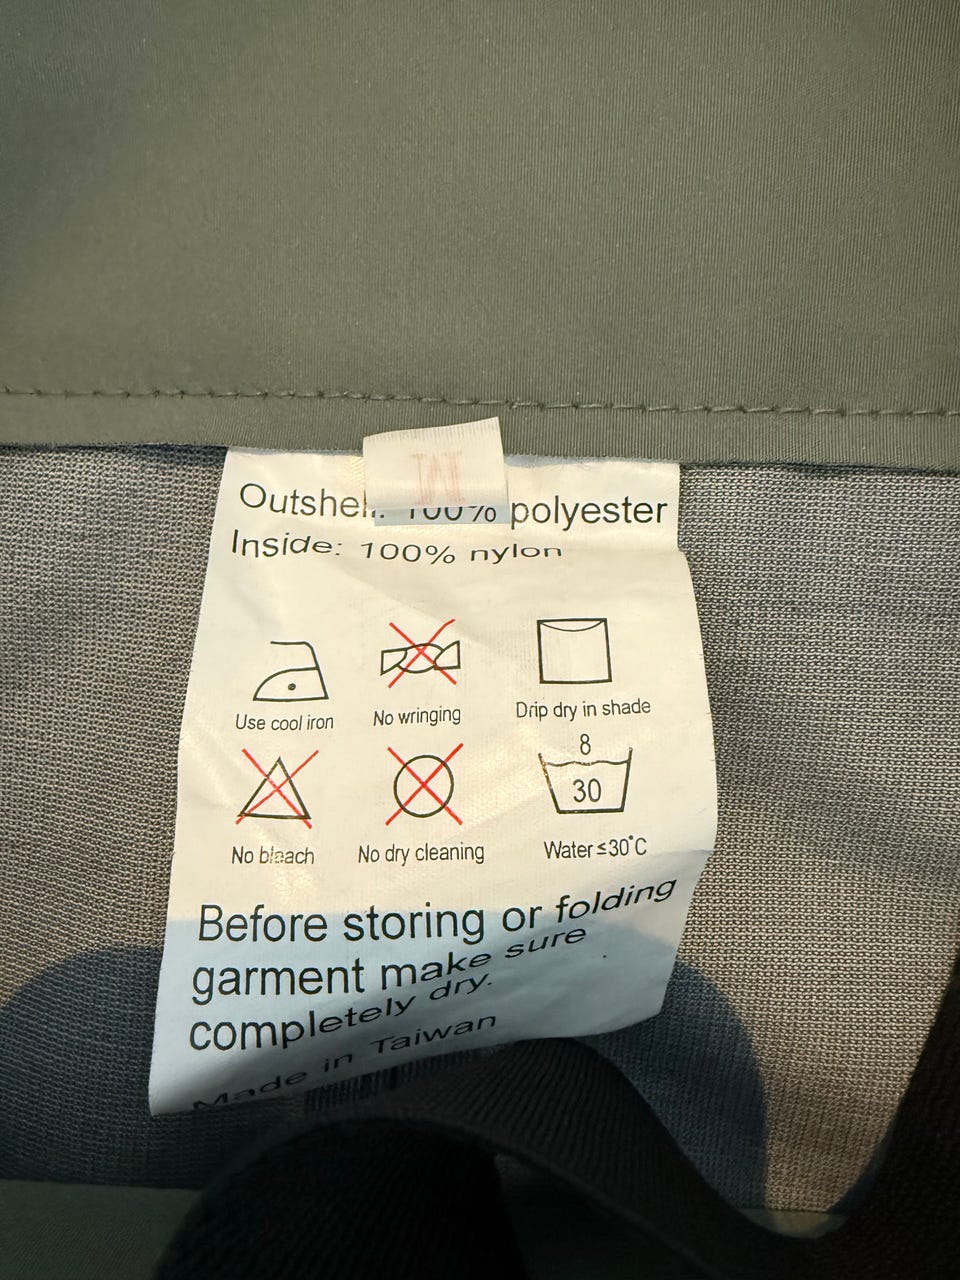 Outshell: 100% polyester
Inside: 100% nylon
Use cool iron
No wringing
Drip dry in shade
8
30
No bleach
No dry cleaning
Water ≤30°C
Before storing or folding
garment make sure
completely dry.
Made in Taiwan